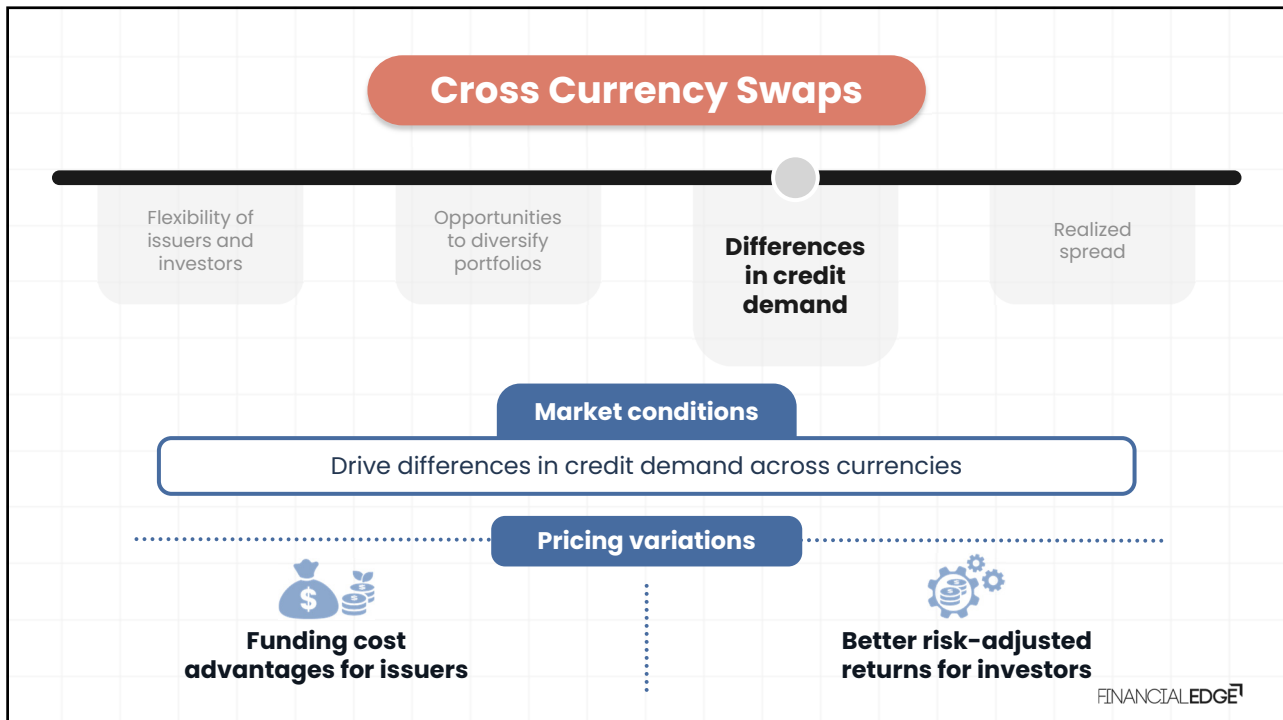 Cross Currency Swaps
Flexibility of
issuers and
investors
Opportunities
to diversify
portfolios
Differences
in credit
demand
Realized
spread
Market conditions
Drive differences in credit demand across currencies
Pricing variations
$
Funding cost
advantages for issuers
Better risk-adjusted
returns for investors
FINANCIALEDGE